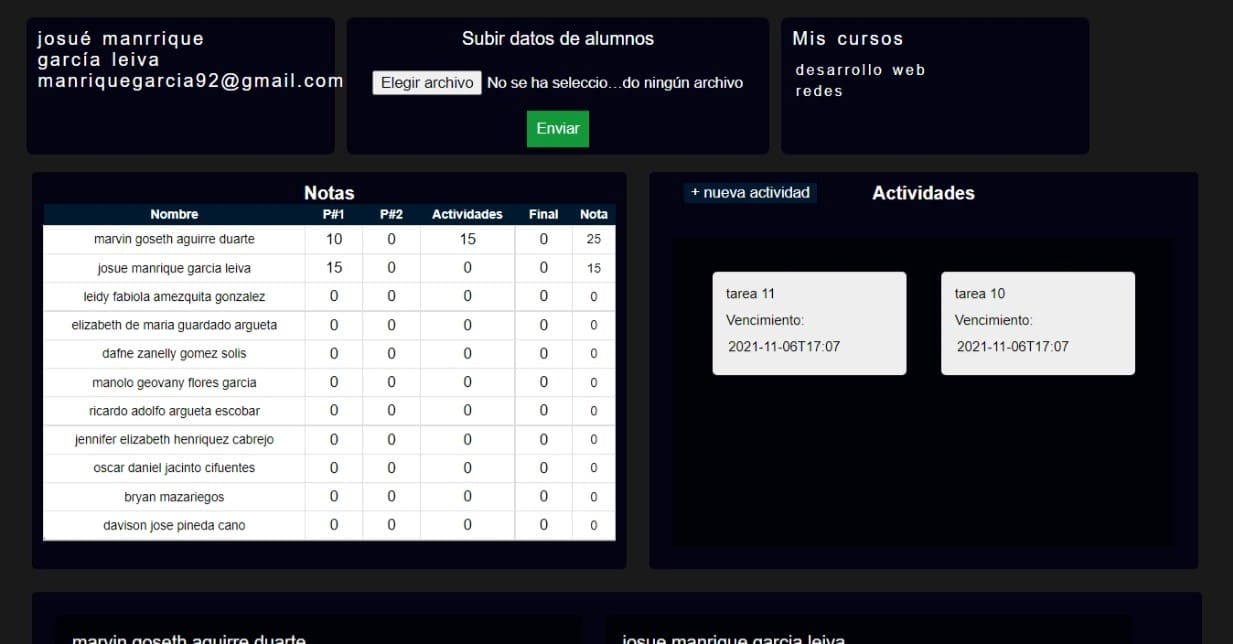 josué manrrique
garcía leiva
manriquegarcia92@gmail.com
Subir datos de alumnos
Elegir archivo No se ha seleccio...do ningún archivo
Enviar
Mis cursos
desarrollo web
redes
Notas
Nombre P#1 P#2 Actividades Final Nota
marvin goseth aguirre duarte 10 0 15 0 25
josue manrique garcia leiva 15 0 0 0 15
leidy fabiola amezquita gonzalez 0 0 0 0 0
elizabeth de maria guardado argueta 0 0 0 0 0
dafne zanelly gomez solis 0 0 0 0 0
manolo geovany flores garcia 0 0 0 0 0
ricardo adolfo argueta escobar 0 0 0 0 0
jennifer elizabeth henriquez cabrejo 0 0 0 0 0
oscar daniel jacinto cifuentes 0 0 0 0 0
bryan mazariegos 0 0 0 0 0
davison jose pineda cano 0 0 0 0 0
+ nueva actividad Actividades
tarea 11
Vencimiento:
2021-11-06T17:07
tarea 10
Vencimiento:
2021-11-06T17:07
marvin goseth aguirre duarte
josue manrique garcia leiva